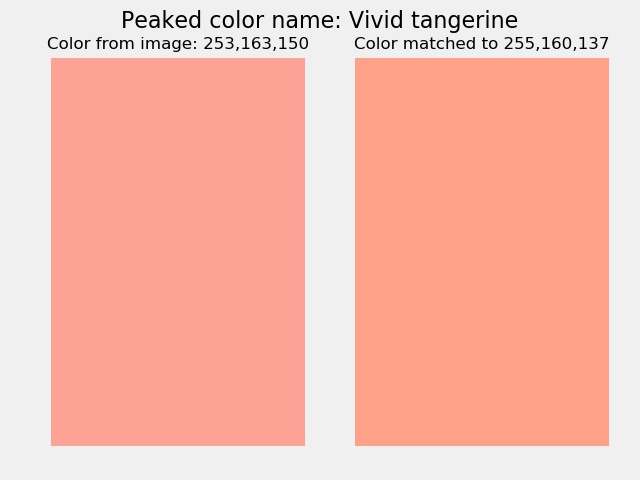 Peaked color name: Vivid tangerine
Color from image: 253,163,150
Color matched to 255,160,137